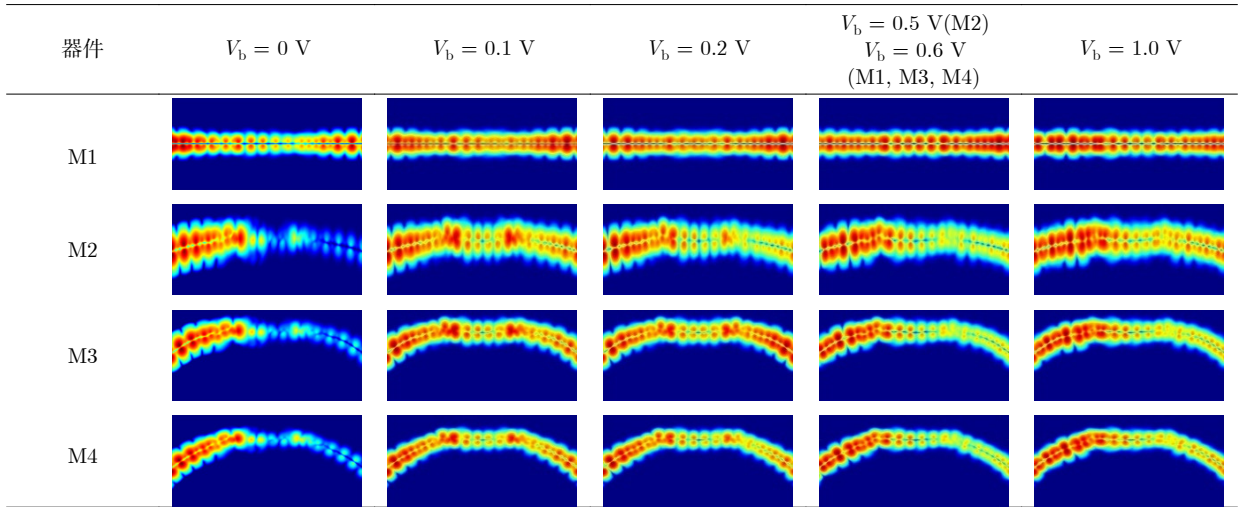 器件
V_b = 0 V
V_b = 0.1 V
V_b = 0.2 V
V_b = 0.5 V(M2)
V_b = 0.6 V
(M1, M3, M4)
V_b = 1.0 V
M1
M2
M3
M4